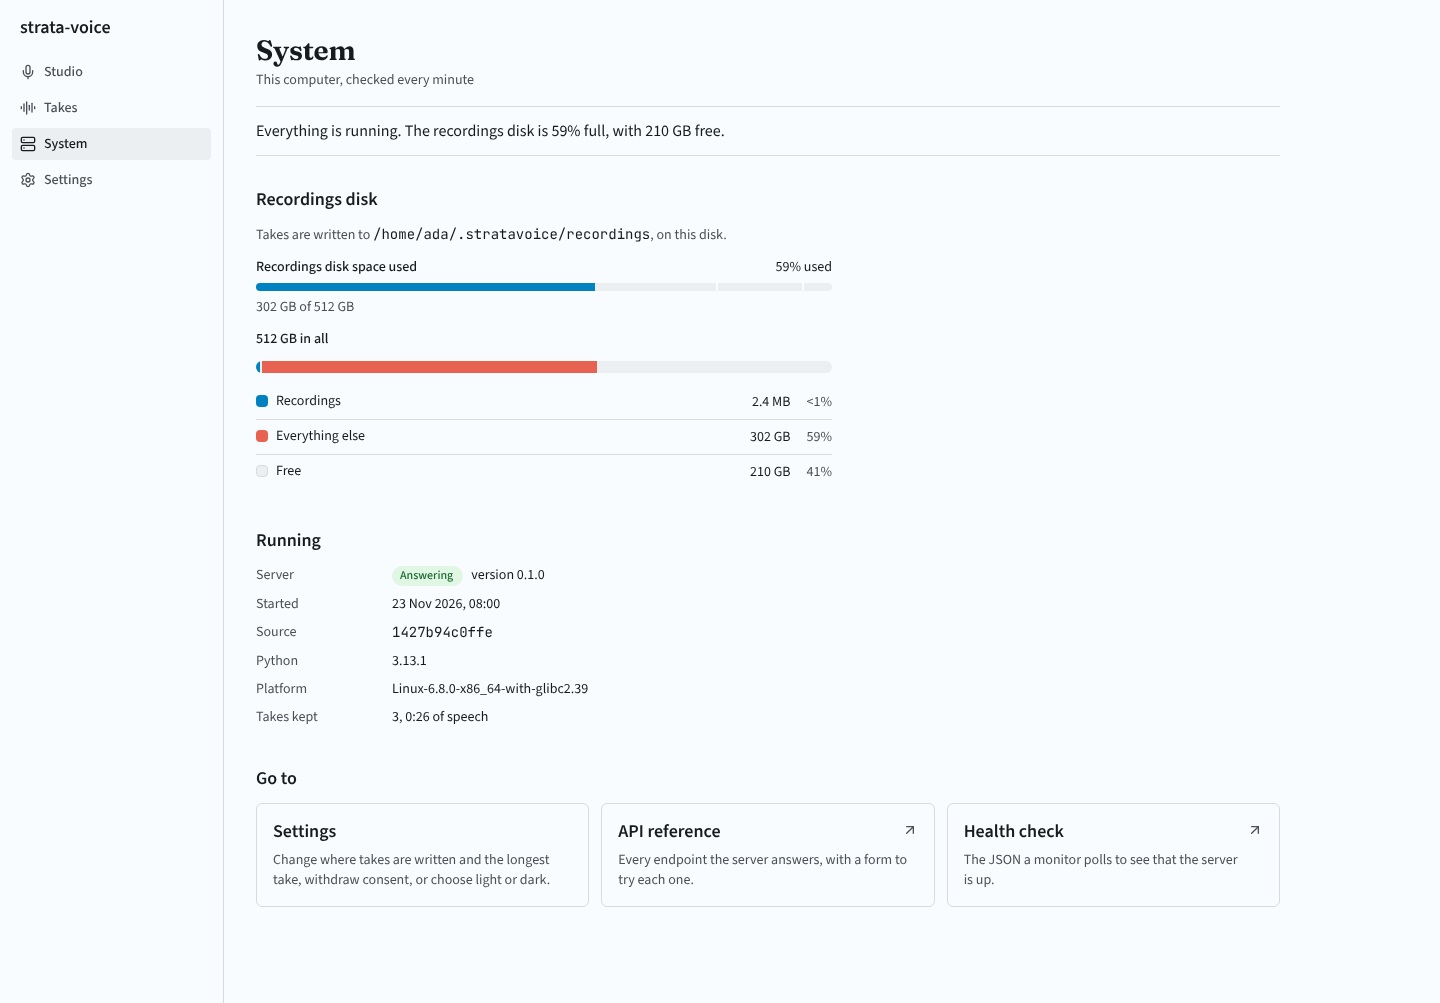 strata-voice
Studio
Takes
System
Settings
System
This computer, checked every minute
Everything is running. The recordings disk is 59% full, with 210 GB free.
Recordings disk
Takes are written to /home/ada/.stratavoice/recordings, on this disk.
Recordings disk space used 59% used
302 GB of 512 GB
512 GB in all
Recordings 2.4 MB <1%
Everything else 302 GB 59%
Free 210 GB 41%
Running
Server Answering version 0.1.0
Started 23 Nov 2026, 08:00
Source 1427b94c0ffe
Python 3.13.1
Platform Linux-6.8.0-x86_64-with-glibc2.39
Takes kept 3, 0:26 of speech
Go to
Settings
Change where takes are written and the longest
take, withdraw consent, or choose light or dark.
API reference
Every endpoint the server answers, with a form to
try each one.
Health check
The JSON a monitor polls to see that the server
is up.